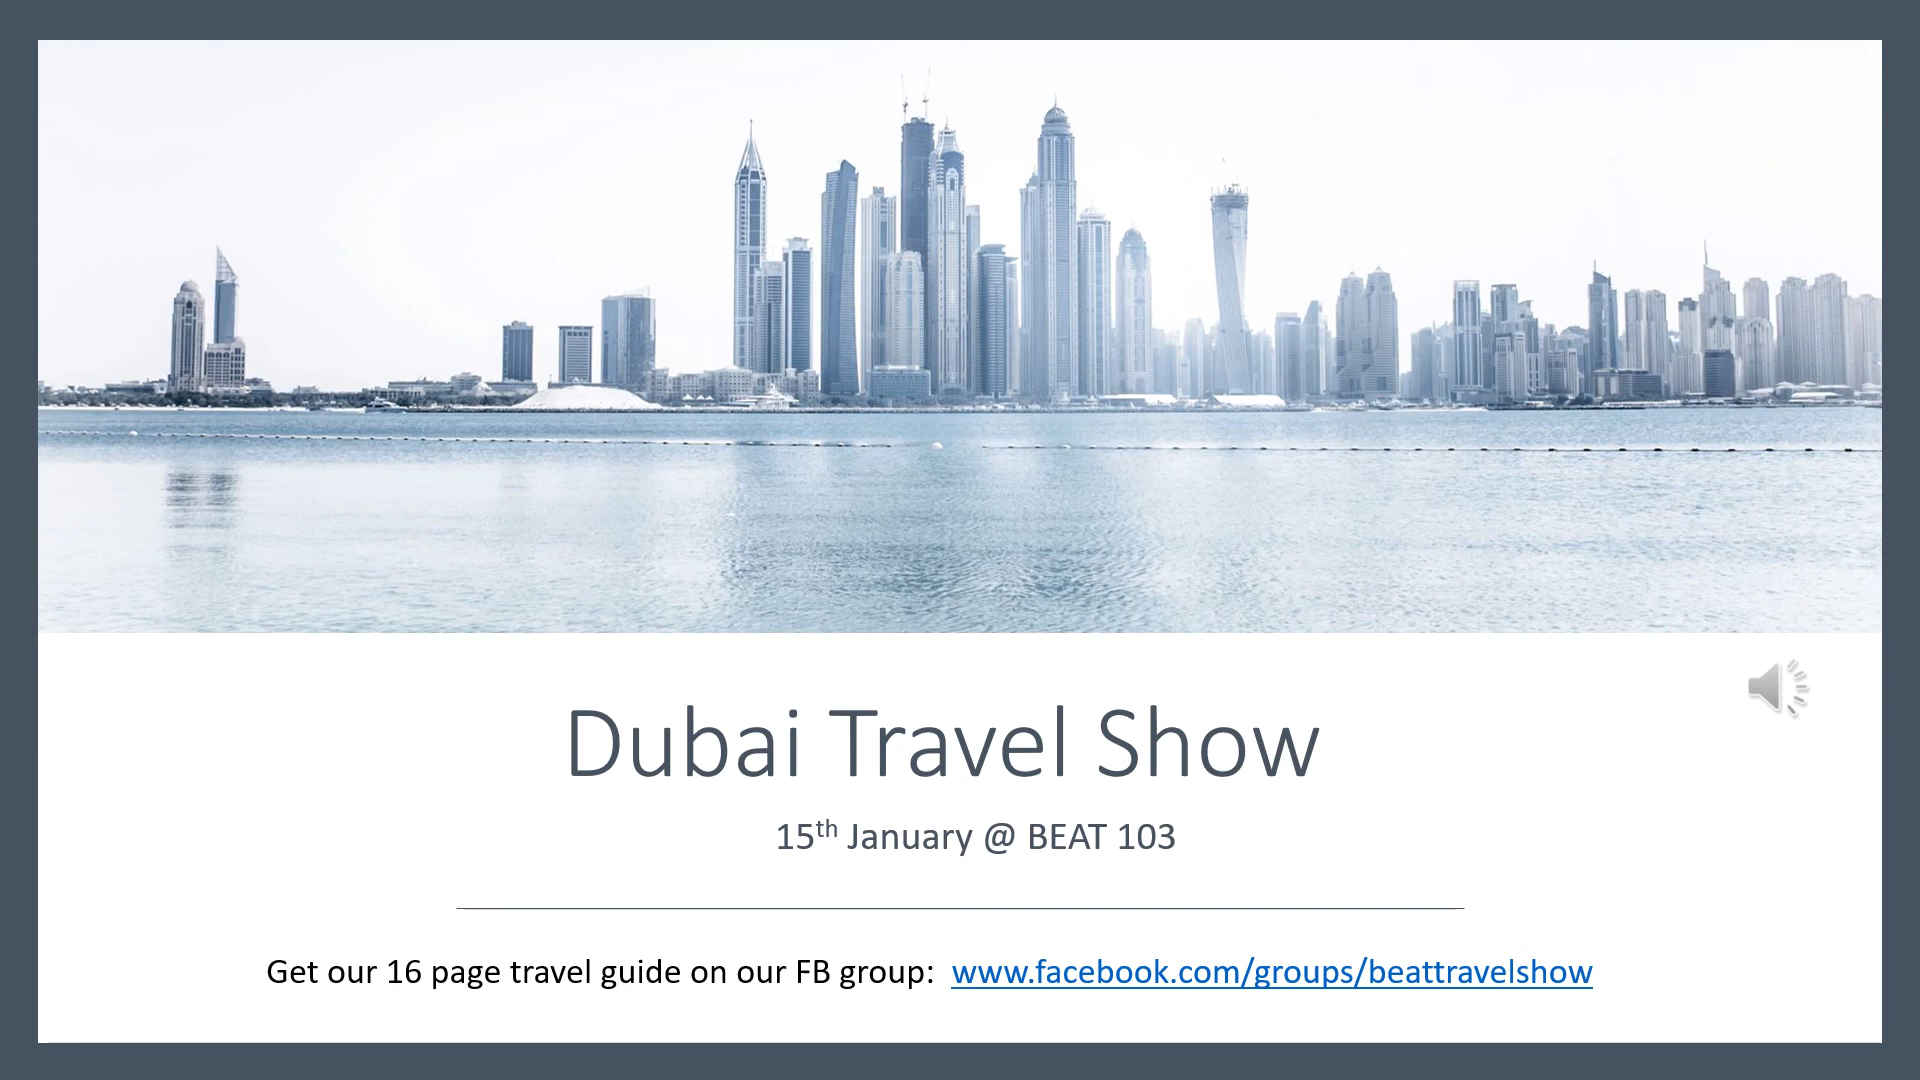 Dubai Travel Show
15th January @ BEAT 103
Get our 16 page travel guide on our FB group: www.facebook.com/groups/beattravelshow